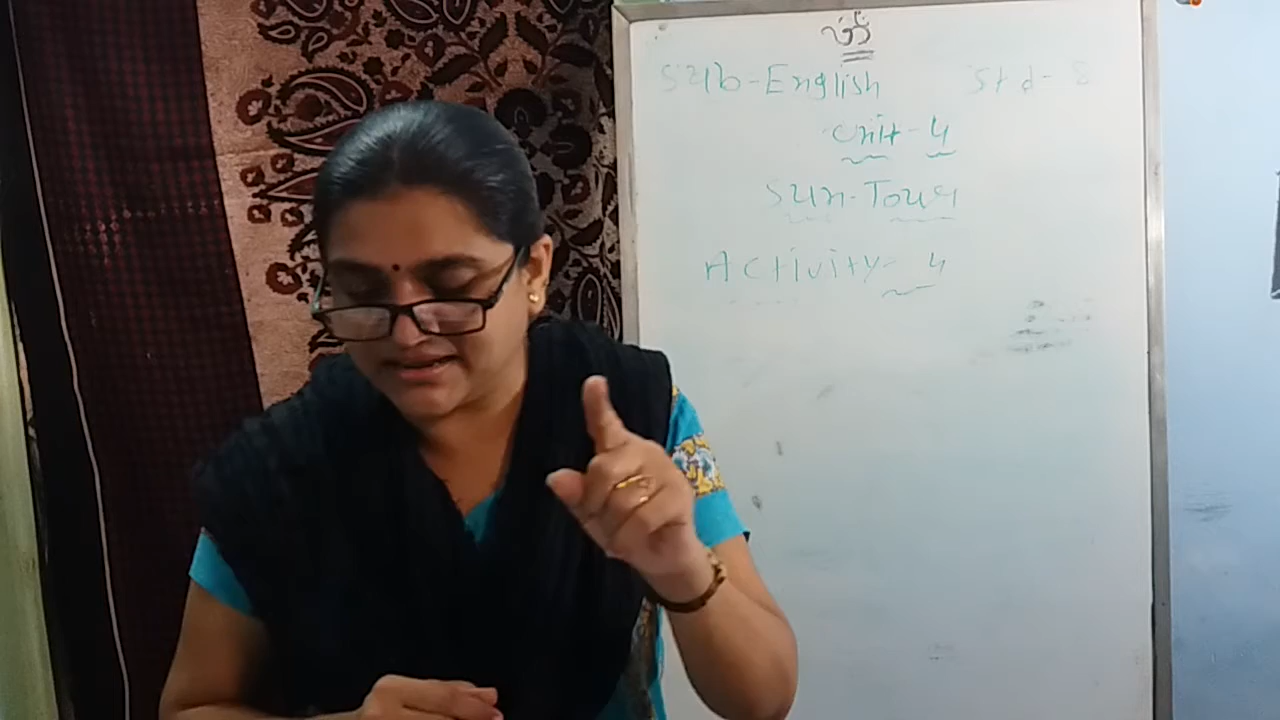 ૐ
Sub-English Std-8
Unit-4
Sun-Tour
Activity-4